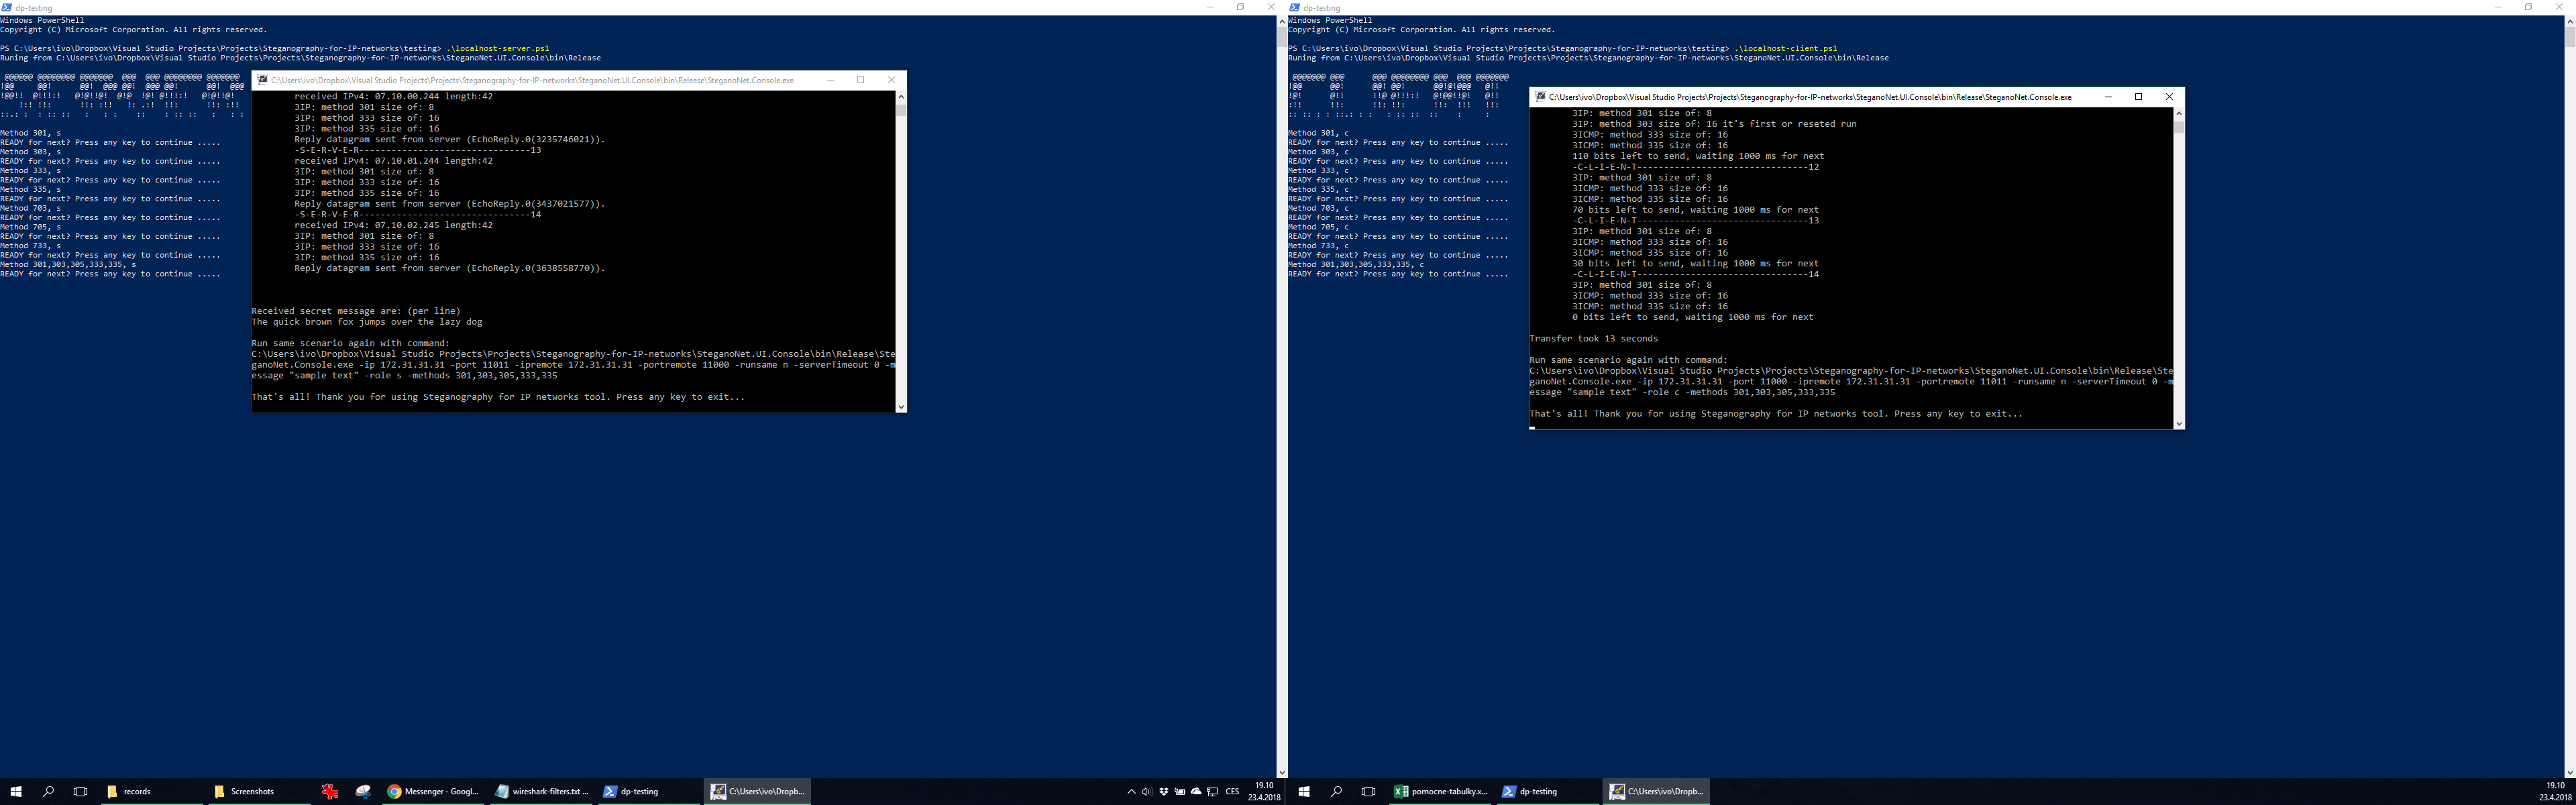 dp-testing
Windows PowerShell
Copyright (C) Microsoft Corporation. All rights reserved.
PS C:\Users\ivo\Dropbox\Visual Studio Projects\Projects\Steganography-for-IP-networks\testing> .\localhost-server.ps1
Runing from C:\Users\ivo\Dropbox\Visual Studio Projects\Projects\Steganography-for-IP-networks\SteganoNet.UI.Console\bin\Release
Method 301, s
READY for next? Press any key to continue .....
Method 303, s
READY for next? Press any key to continue .....
Method 333, s
READY for next? Press any key to continue .....
Method 335, s
READY for next? Press any key to continue .....
Method 703, s
READY for next? Press any key to continue .....
Method 705, s
READY for next? Press any key to continue .....
Method 733, s
READY for next? Press any key to continue .....
Method 301,303,305,333,335, s
READY for next? Press any key to continue .....
C:\Users\ivo\Dropbox\Visual Studio Projects\Projects\Steganography-for-IP-networks\SteganoNet.UI.Console\bin\Release\SteganoNet.Console.exe
received IPv4: 07.10.00.244 length:42
3IP: method 301 size of: 8
3IP: method 333 size of: 16
3IP: method 335 size of: 16
Reply datagram sent from server (EchoReply.0(3235746021)).
-S-E-R-V-E-R--------------------------------13
received IPv4: 07.10.01.244 length:42
3IP: method 301 size of: 8
3IP: method 333 size of: 16
3IP: method 335 size of: 16
Reply datagram sent from server (EchoReply.0(3437021577)).
-S-E-R-V-E-R--------------------------------14
received IPv4: 07.10.02.245 length:42
3IP: method 301 size of: 8
3IP: method 333 size of: 16
3IP: method 335 size of: 16
Reply datagram sent from server (EchoReply.0(3638558770)).
Received secret message are: (per line)
The quick brown fox jumps over the lazy dog
Run same scenario again with command:
C:\Users\ivo\Dropbox\Visual Studio Projects\Projects\Steganography-for-IP-networks\SteganoNet.UI.Console\bin\Release\Ste
ganoNet.Console.exe -ip 172.31.31.31 -port 11011 -ipremote 172.31.31.31 -portremote 11000 -runsame n -serverTimeout 0 -m
essage "sample text" -role s -methods 301,303,305,333,335
That's all! Thank you for using Steganography for IP networks tool. Press any key to exit...
dp-testing
Windows PowerShell
Copyright (C) Microsoft Corporation. All rights reserved.
PS C:\Users\ivo\Dropbox\Visual Studio Projects\Projects\Steganography-for-IP-networks\testing> .\localhost-client.ps1
Runing from C:\Users\ivo\Dropbox\Visual Studio Projects\Projects\Steganography-for-IP-networks\SteganoNet.UI.Console\bin\Release
Method 301, c
READY for next? Press any key to continue .....
Method 303, c
READY for next? Press any key to continue .....
Method 333, c
READY for next? Press any key to continue .....
Method 335, c
READY for next? Press any key to continue .....
Method 703, c
READY for next? Press any key to continue .....
Method 705, c
READY for next? Press any key to continue .....
Method 733, c
READY for next? Press any key to continue .....
Method 301,303,305,333,335, c
READY for next? Press any key to continue .....
C:\Users\ivo\Dropbox\Visual Studio Projects\Projects\Steganography-for-IP-networks\SteganoNet.UI.Console\bin\Release\SteganoNet.Console.exe
3IP: method 301 size of: 8
3IP: method 303 size of: 16 it's first or reseted run
3ICMP: method 333 size of: 16
3ICMP: method 335 size of: 16
110 bits left to send, waiting 1000 ms for next
-C-L-I-E-N-T--------------------------------12
3IP: method 301 size of: 8
3ICMP: method 333 size of: 16
3ICMP: method 335 size of: 16
70 bits left to send, waiting 1000 ms for next
-C-L-I-E-N-T--------------------------------13
3IP: method 301 size of: 8
3ICMP: method 333 size of: 16
3ICMP: method 335 size of: 16
30 bits left to send, waiting 1000 ms for next
-C-L-I-E-N-T--------------------------------14
3IP: method 301 size of: 8
3ICMP: method 333 size of: 16
3ICMP: method 335 size of: 16
0 bits left to send, waiting 1000 ms for next
Transfer took 13 seconds
Run same scenario again with command:
C:\Users\ivo\Dropbox\Visual Studio Projects\Projects\Steganography-for-IP-networks\SteganoNet.UI.Console\bin\Release\Ste
ganoNet.Console.exe -ip 172.31.31.31 -port 11000 -ipremote 172.31.31.31 -portremote 11011 -runsame n -serverTimeout 0 -m
essage "sample text" -role c -methods 301,303,305,333,335
That's all! Thank you for using Steganography for IP networks tool. Press any key to exit...
records
Screenshots
Messenger - Googl...
wireshark-filters.txt ...
dp-testing
C:\Users\ivo\Dropb...
CES
19.10
23.4.2018
pomocne-tabulky.x...
dp-testing
C:\Users\ivo\Dropb...
19.10
23.4.2018